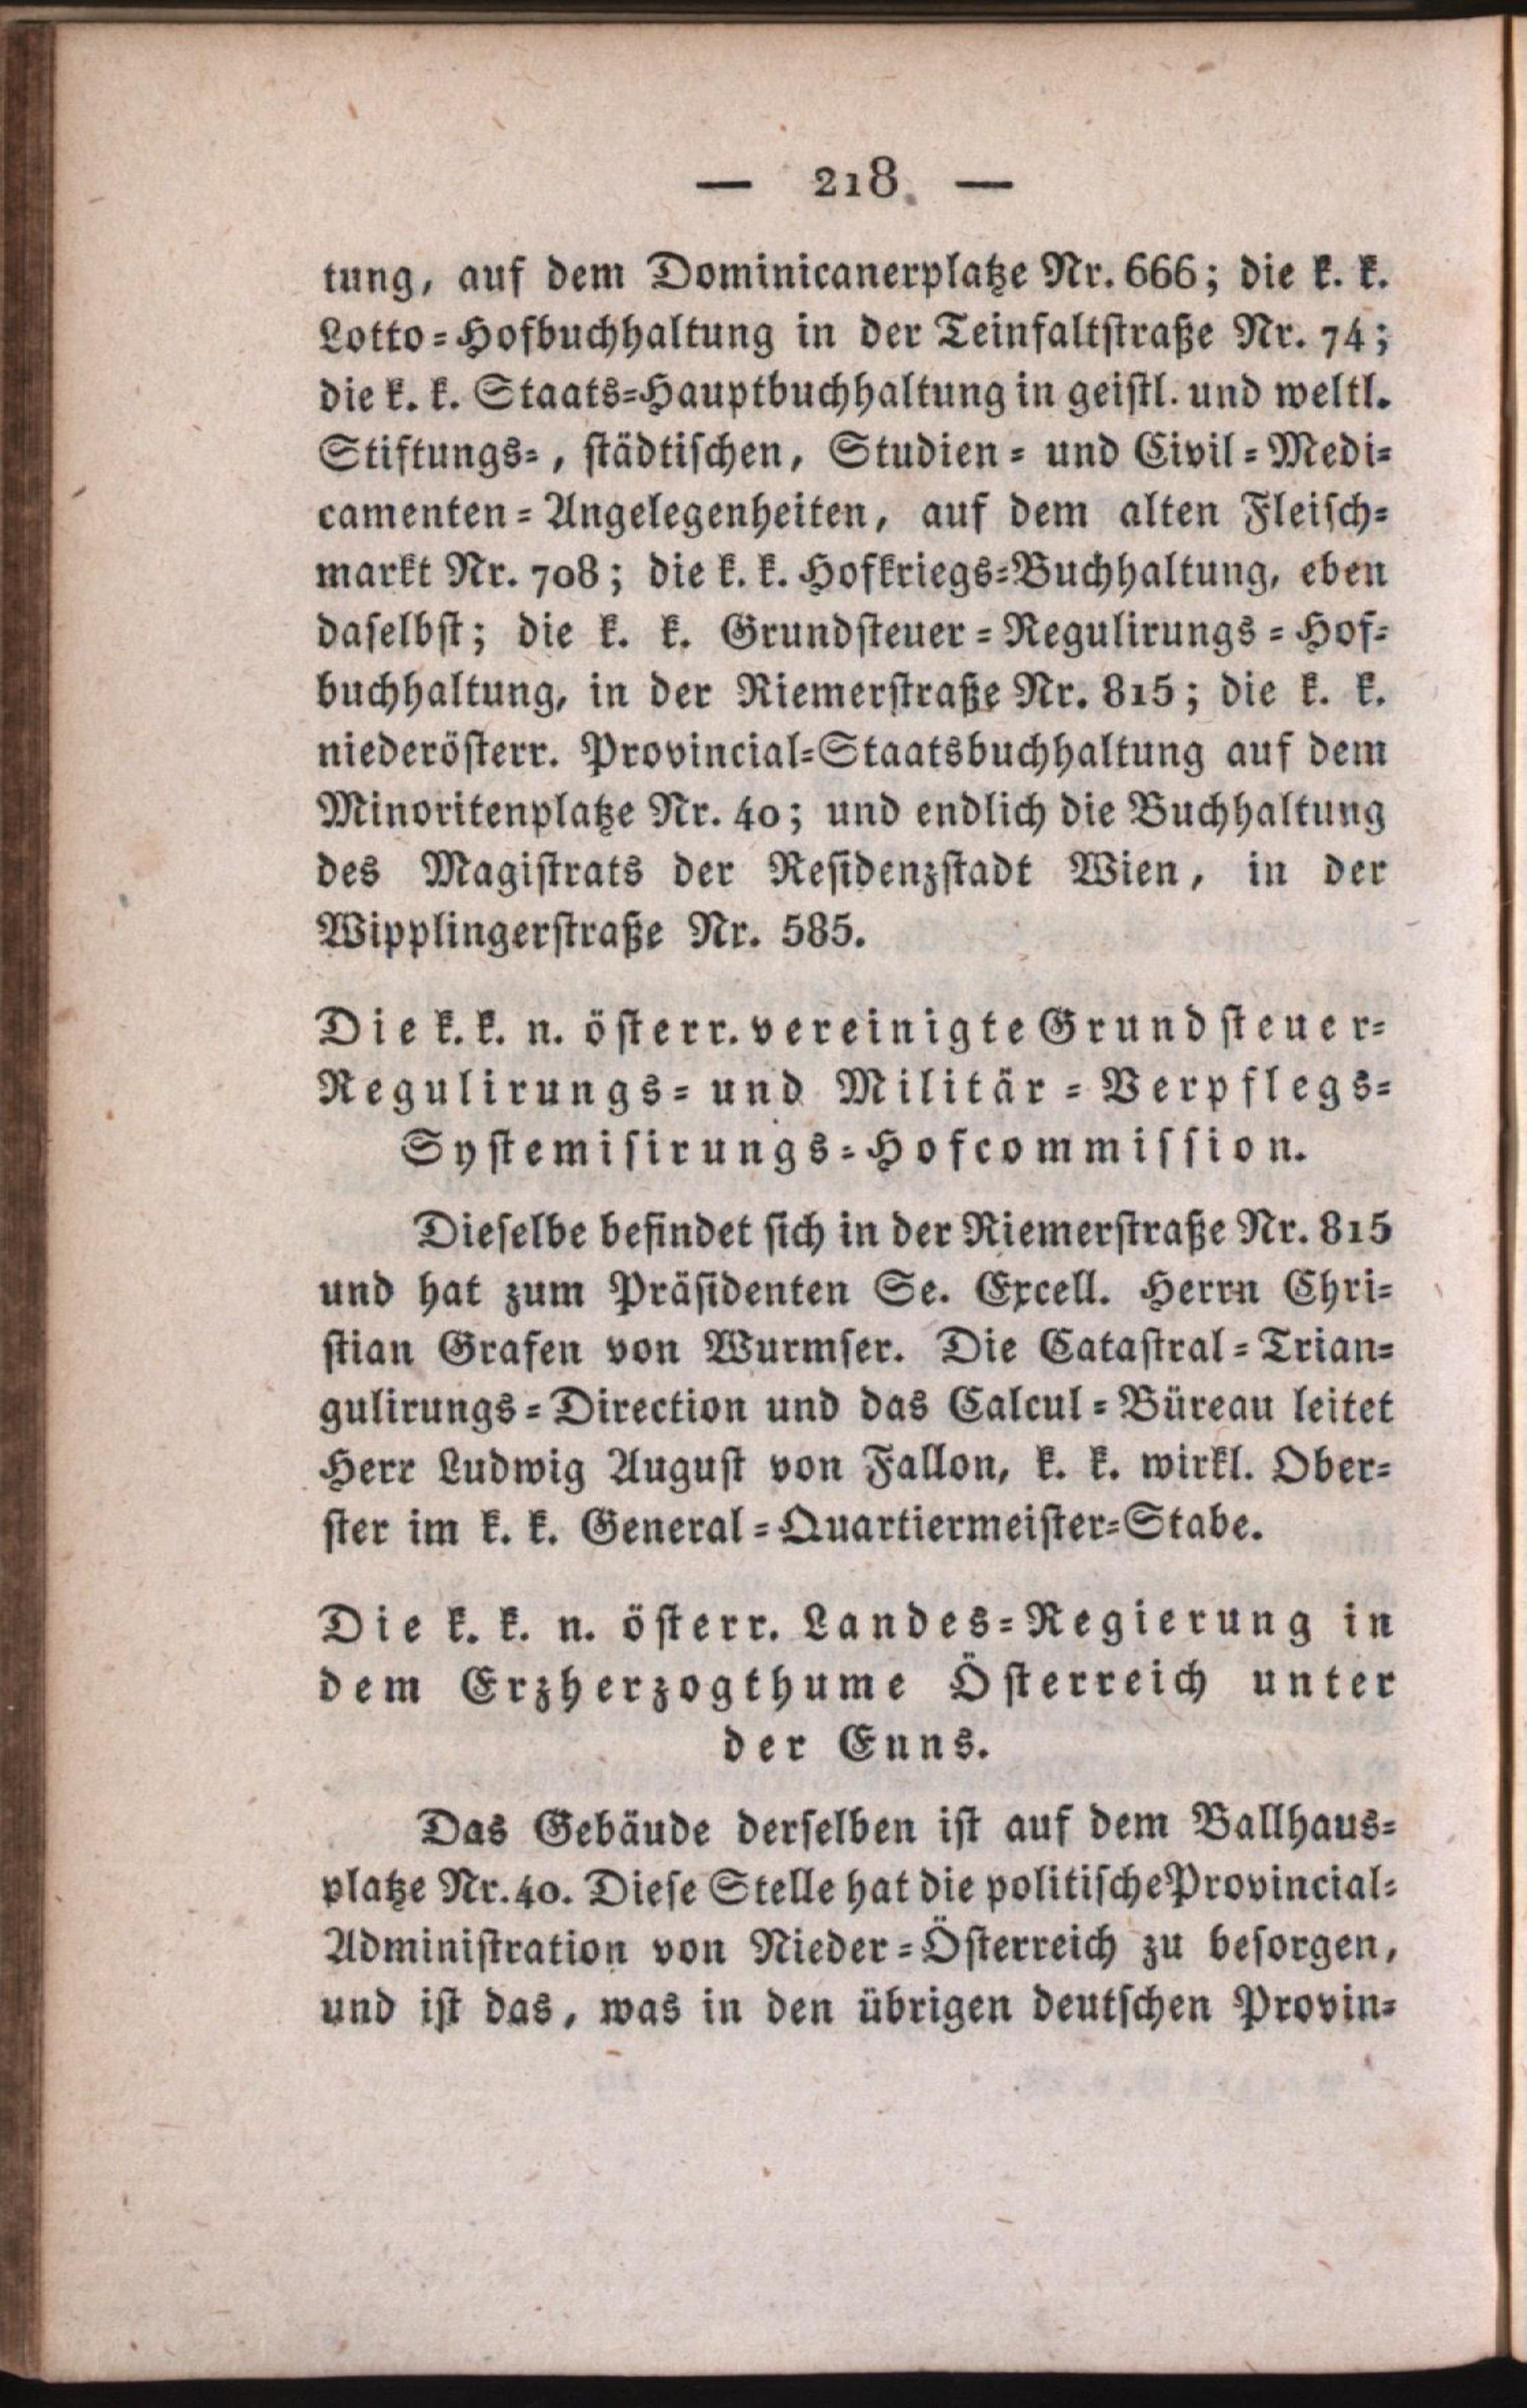 — 218. —
tung, auf dem Dominicanerplatze Nr. 666; die k. k.
Lotto-Hofbuchhaltung in der Teinfaltstraße Nr. 74;
die k. k. Staats-Hauptbuchhaltung in geistl. und weltl.
Stiftungs-, städtischen, Studien- und Civil-Medi-
camenten-Angelegenheiten, auf dem alten Fleisch-
markt Nr. 708; die k. k. Hofkriegs-Buchhaltung, eben
daselbst; die k. k. Grundsteuer-Regulirungs-Hof-
buchhaltung, in der Riemerstraße Nr. 815; die k. k.
niederösterr. Provincial-Staatsbuchhaltung auf dem
Minoritenplatze Nr. 40; und endlich die Buchhaltung
des Magistrats der Residenzstadt Wien, in der
Wipplingerstraße Nr. 585.
Die k. k. n. österr. vereinigte Grundsteuer-
Regulirungs- und Militär-Verpflegs-
Systemisirungs-Hofcommission.
Dieselbe befindet sich in der Riemerstraße Nr. 815
und hat zum Präsidenten Se. Excell. Herrn Chri-
stian Grafen von Wurmser. Die Catastral-Trian-
gulirungs-Direction und das Calcul-Büreau leitet
Herr Ludwig August von Fallon, k. k. wirkl. Ober-
ster im k. k. General-Quartiermeister-Stabe.
Die k. k. n. österr. Landes-Regierung in
dem Erzherzogthume Österreich unter
der Enns.
Das Gebäude derselben ist auf dem Ballhaus-
platze Nr. 40. Diese Stelle hat die politische Provincial-
Administration von Nieder-Österreich zu besorgen,
und ist das, was in den übrigen deutschen Provin-